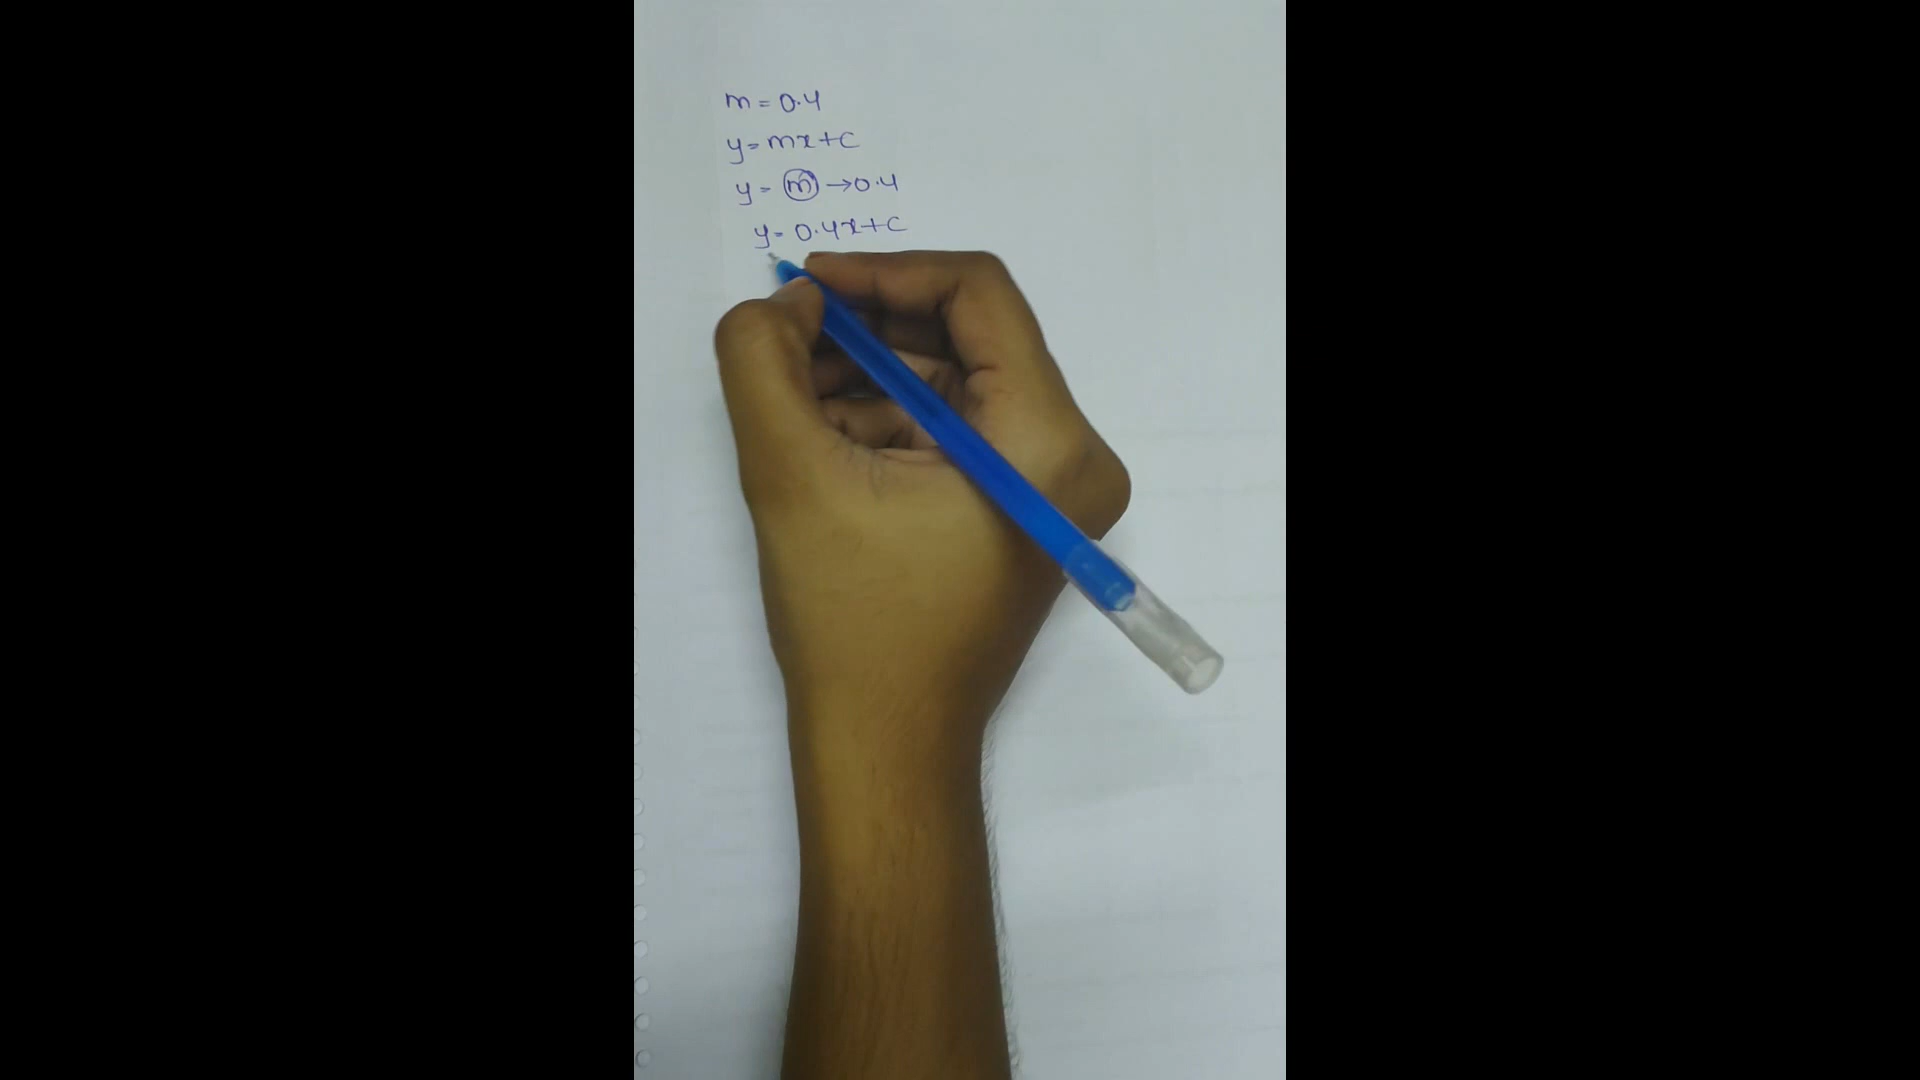 m = 0.4
y = mx+c
y = m → 0.4
y = 0.4x+c